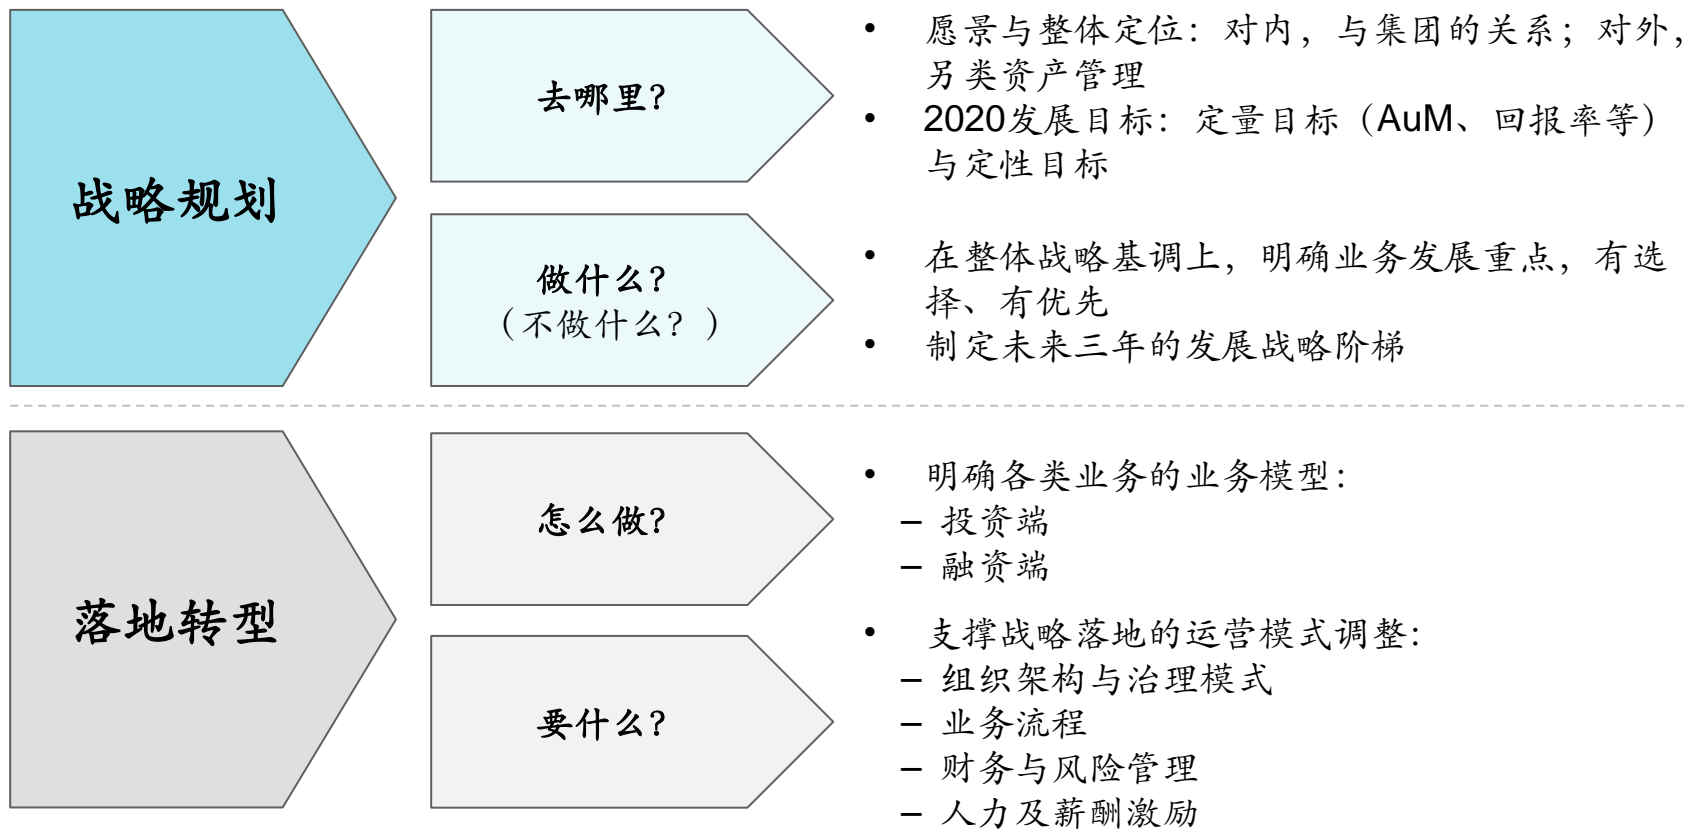 战略规划
去哪里？
愿景与整体定位：对内，与集团的关系；对外，
另类资产管理
2020发展目标：定量目标（AuM、回报率等）
与定性目标
做什么？
（不做什么？）
在整体战略基调上，明确业务发展重点，有选
择、有优先
制定未来三年的发展战略阶梯
落地转型
怎么做？
明确各类业务的业务模型：
– 投资端
– 融资端
要什么？
支撑战略落地的运营模式调整：
– 组织架构与治理模式
– 业务流程
– 财务与风险管理
– 人力及薪酬激励